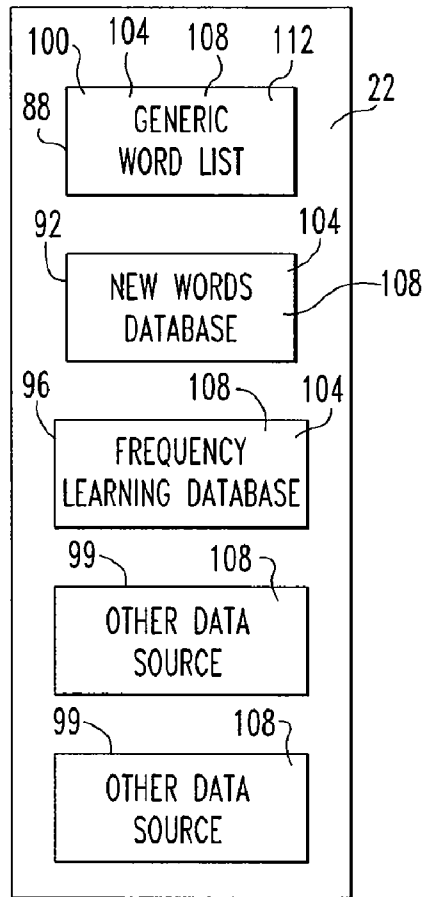 100 104 108 112
88 22
GENERIC
WORD LIST
92 104
NEW WORDS
DATABASE
108
96 108 104
FREQUENCY
LEARNING DATABASE
99 108
OTHER DATA
SOURCE
99 108
OTHER DATA
SOURCE